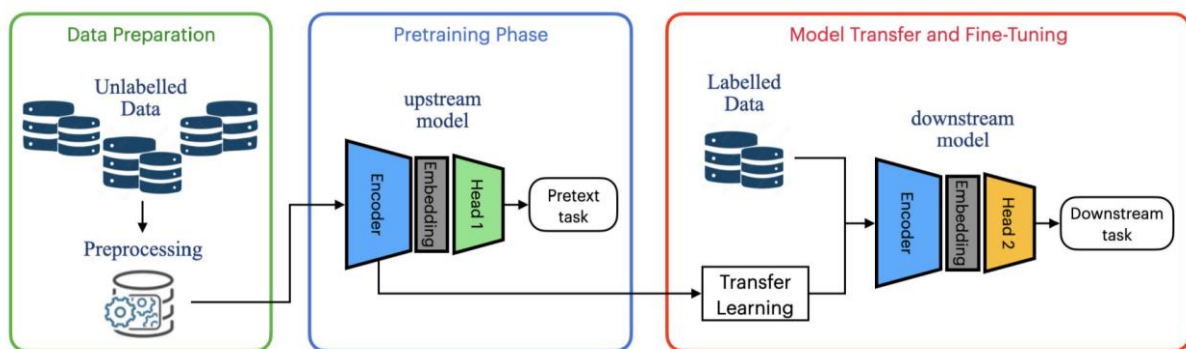 Data Preparation
Unlabelled
Data
Preprocessing
Pretraining Phase
upstream
model
Encoder
Embedding
Head 1
Pretext
task
Model Transfer and Fine-Tuning
Labelled
Data
Transfer
Learning
downstream
model
Encoder
Embedding
Head 2
Downstream
task